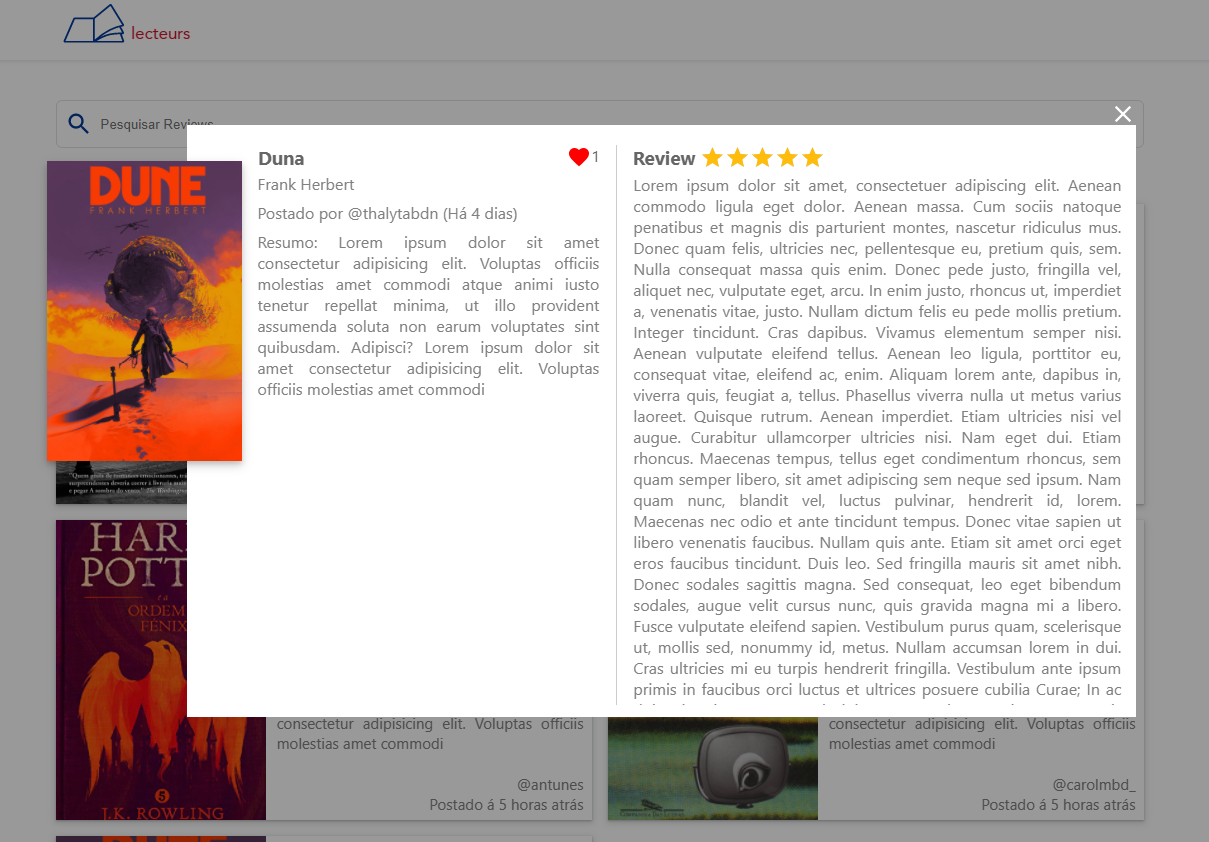 lecteurs
Pesquisar Reviews
DUNE
FRANK HERBERT
Duna
1
Frank Herbert
Postado por @thalytabdn (Há 4 dias)
Resumo: Lorem ipsum dolor sit amet
consectetur adipisicing elit. Voluptas officiis
molestias amet commodi atque animi iusto
tenetur repellat minima, ut illo provident
assumenda soluta non earum voluptates sint
quibusdam. Adipisci? Lorem ipsum dolor sit
amet consectetur adipisicing elit. Voluptas
officiis molestias amet commodi
Review
Lorem ipsum dolor sit amet, consectetuer adipiscing elit. Aenean
commodo ligula eget dolor. Aenean massa. Cum sociis natoque
penatibus et magnis dis parturient montes, nascetur ridiculus mus.
Donec quam felis, ultricies nec, pellentesque eu, pretium quis, sem.
Nulla consequat massa quis enim. Donec pede justo, fringilla vel,
aliquet nec, vulputate eget, arcu. In enim justo, rhoncus ut, imperdiet
a, venenatis vitae, justo. Nullam dictum felis eu pede mollis pretium.
Integer tincidunt. Cras dapibus. Vivamus elementum semper nisi.
Aenean vulputate eleifend tellus. Aenean leo ligula, porttitor eu,
consequat vitae, eleifend ac, enim. Aliquam lorem ante, dapibus in,
viverra quis, feugiat a, tellus. Phasellus viverra nulla ut metus varius
laoreet. Quisque rutrum. Aenean imperdiet. Etiam ultricies nisi vel
augue. Curabitur ullamcorper ultricies nisi. Nam eget dui. Etiam
rhoncus. Maecenas tempus, tellus eget condimentum rhoncus, sem
quam semper libero, sit amet adipiscing sem neque sed ipsum. Nam
quam nunc, blandit vel, luctus pulvinar, hendrerit id, lorem.
Maecenas nec odio et ante tincidunt tempus. Donec vitae sapien ut
libero venenatis faucibus. Nullam quis ante. Etiam sit amet orci eget
eros faucibus tincidunt. Duis leo. Sed fringilla mauris sit amet nibh.
Donec sodales sagittis magna. Sed consequat, leo eget bibendum
sodales, augue velit cursus nunc, quis gravida magna mi a libero.
Fusce vulputate eleifend sapien. Vestibulum purus quam, scelerisque
ut, mollis sed, nonummy id, metus. Nullam accumsan lorem in dui.
Cras ultricies mi eu turpis hendrerit fringilla. Vestibulum ante ipsum
primis in faucibus orci luctus et ultrices posuere cubilia Curae; In ac
HAR
POTT
e a
ORDEM
FÊNIX
5
J.K. ROWLING
consectetur adipisicing elit. Voluptas officiis
molestias amet commodi
@antunes
Postado á 5 horas atrás
consectetur adipisicing elit. Voluptas officiis
molestias amet commodi
@carolmbd_
Postado á 5 horas atrás